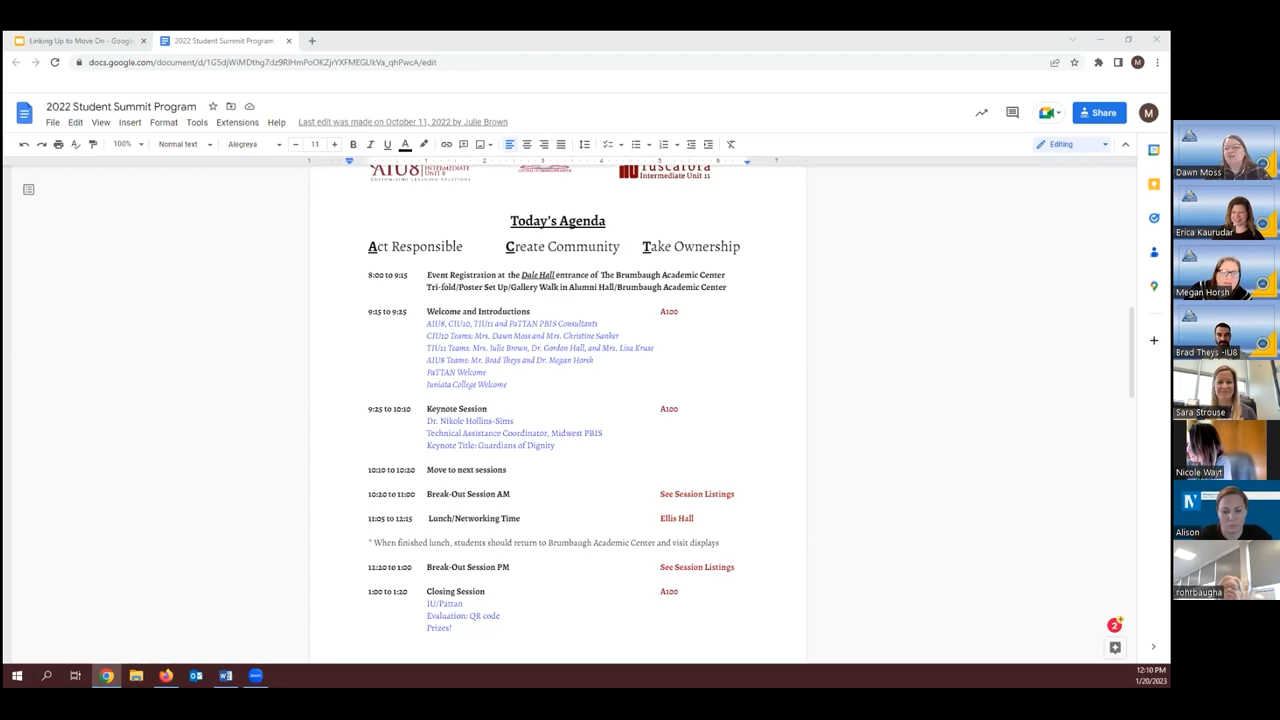 Linking Up to Move On - Googl
2022 Student Summit Program -
docs.google.com/document/d/1G5djWiMDthg7dz9RlHmPoOKZjrYXFMEGUkVa_qhPwcA/edit
2022 Student Summit Program
File Edit View Insert Format Tools Extensions Help Last edit was made on October 11, 2022 by Julie Brown
Share M
100% Normal text Alegreya 11 Editing
AIU8 INTERMEDIATE UNIT 8
CUSTOMIZING LEARNING SOLUTIONS
Tuscarora
Intermediate Unit 11
Today's Agenda
Act Responsible Create Community Take Ownership
8:00 to 9:15 Event Registration at the Dale Hall entrance of The Brumbaugh Academic Center
Tri-fold/Poster Set Up/Gallery Walk in Alumni Hall/Brumbaugh Academic Center
9:15 to 9:25 Welcome and Introductions A100
AIU8, CIU10, TIU11 and PaTTAN PBIS Consultants
CIU10 Teams: Mrs. Dawn Moss and Mrs. Christine Sanker
TIU11 Teams: Mrs. Julie Brown, Dr. Gordon Hall, and Mrs. Lisa Kruse
AIU8 Teams: Mr. Brad Theys and Dr. Megan Horsh
PaTTAN Welcome
Juniata College Welcome
9:25 to 10:10 Keynote Session A100
Dr. Nikole Hollins-Sims
Technical Assistance Coordinator, Midwest PBIS
Keynote Title: Guardians of Dignity
10:10 to 10:20 Move to next sessions
10:20 to 11:00 Break-Out Session AM See Session Listings
11:05 to 12:15 Lunch/Networking Time Ellis Hall
* When finished lunch, students should return to Brumbaugh Academic Center and visit displays
12:20 to 1:00 Break-Out Session PM See Session Listings
1:00 to 1:20 Closing Session A100
IU/Pattan
Evaluation: QR code
Prizes!
2
12:10 PM
1/20/2023
Dawn Moss
Erica Kaurudar
Megan Horsh
Brad Theys -IU8
Sara Strouse
Nicole Wayt
Alison
rohrbaugha